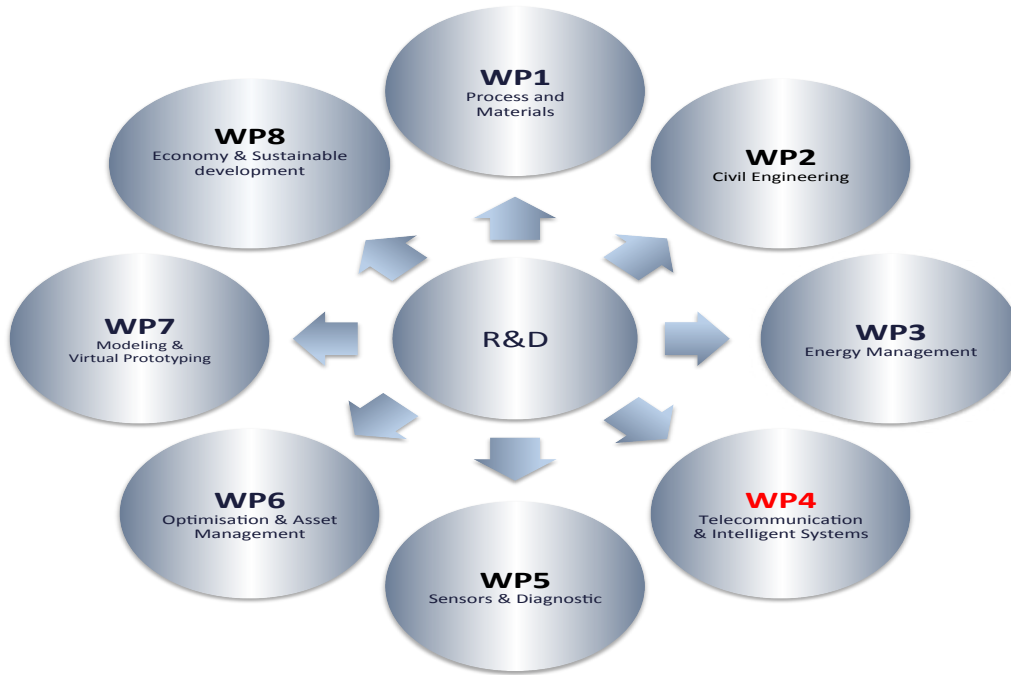 WP1
Process and
Materials
WP2
Civil Engineering
WP3
Energy Management
WP4
Telecommunication
& Intelligent Systems
WP5
Sensors & Diagnostic
WP6
Optimisation & Asset
Management
WP7
Modeling &
Virtual Prototyping
WP8
Economy & Sustainable
development
R&D